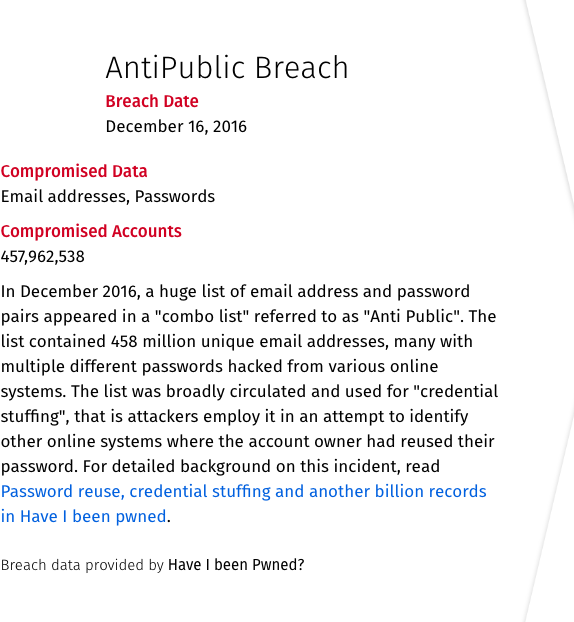 AntiPublic Breach
Breach Date
December 16, 2016
Compromised Data
Email addresses, Passwords
Compromised Accounts
457,962,538
In December 2016, a huge list of email address and password
pairs appeared in a "combo list" referred to as "Anti Public". The
list contained 458 million unique email addresses, many with
multiple different passwords hacked from various online
systems. The list was broadly circulated and used for "credential
stuffing", that is attackers employ it in an attempt to identify
other online systems where the account owner had reused their
password. For detailed background on this incident, read
Password reuse, credential stuffing and another billion records
in Have I been pwned.
Breach data provided by Have I been Pwned?